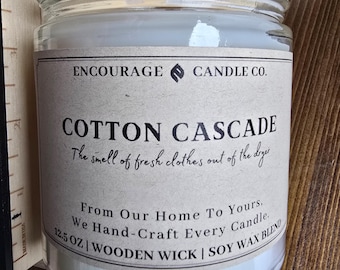 ENCOURAGE CANDLE CO.
COTTON CASCADE
The smell of fresh clothes out of the dryer
From Our Home To Yours,
We Hand-Craft Every Candle.
12.5 OZ | WOODEN WICK | SOY WAX BLEND